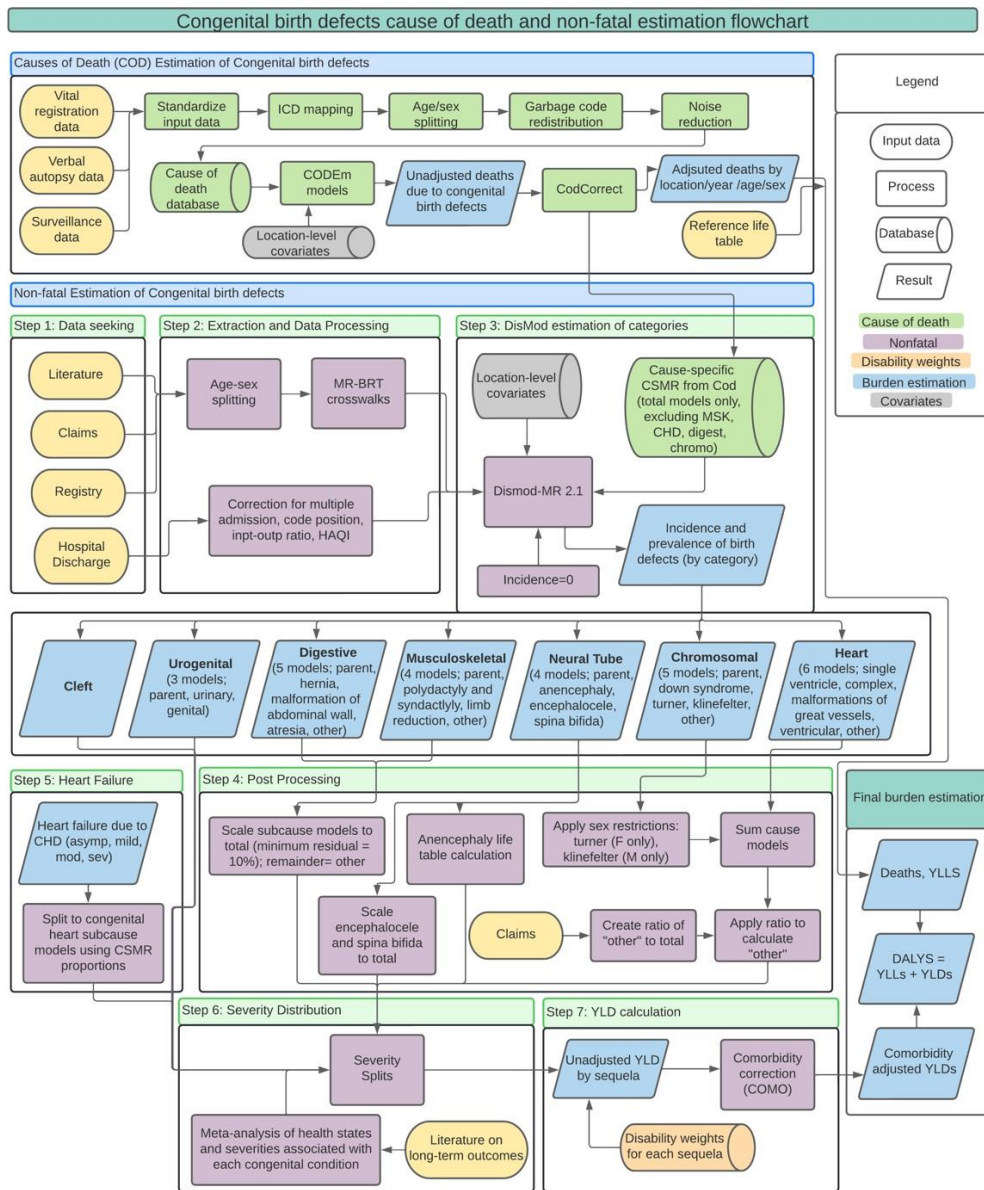 Congenital birth defects cause of death and non-fatal estimation flowchart
Causes of Death (COD) Estimation of Congenital birth defects
Vital
registration
data
Standardize
input data
ICD mapping
Age/sex
splitting
Garbage code
redistribution
Noise
reduction
Verbal
autopsy data
Cause of
death
database
CODEm
models
Unadjusted deaths
due to congenital
birth defects
CodCorrect
Adjusted deaths by
location/year /age/sex
Surveillance
data
Location-level
covariates
Reference life
table
Legend
Input data
Process
Database
Result
Cause of death
Nonfatal
Disability weights
Burden estimation
Covariates
Non-fatal Estimation of Congenital birth defects
Step 1: Data seeking
Literature
Claims
Registry
Hospital
Discharge
Step 2: Extraction and Data Processing
Age-sex
splitting
MR-BRT
crosswalks
Correction for multiple
admission, code position,
inpt-outp ratio, HAQI
Step 3: DisMod estimation of categories
Location-level
covariates
Cause-specific
CSMR from Cod
(total models only,
excluding MSK,
CHD, digest,
chromo)
Dismod-MR 2.1
Incidence=0
Incidence and
prevalence of birth
defects (by category)
Cleft
Urogenital
(3 models;
parent, urinary,
genital)
Digestive
(5 models; parent,
hernia,
malformation of
abdominal wall,
atresia, other)
Musculoskeletal
(4 models; parent,
polydactyly and
syndactlyly, limb
reduction, other)
Neural Tube
(4 models; parent,
anencephaly,
encephalocele,
spina bifida)
Chromosomal
(5 models; parent,
down syndrome,
turner, klinefelter,
other)
Heart
(6 models; single
ventricle, complex,
malformations of
great vessels,
ventricular, other)
Step 5: Heart Failure
Heart failure due to
CHD (asymp, mild,
mod, sev)
Split to congenital
heart subcause
models using CSMR
proportions
Step 4: Post Processing
Scale subcause models to
total (minimum residual =
10%); remainder= other
Anencephaly life
table calculation
Apply sex restrictions:
turner (F only),
klinefelter (M only)
Sum cause
models
Scale
encephalocele
and spina bifida
to total
Claims
Create ratio of
"other" to total
Apply ratio to
calculate
"other"
Final burden estimation
Deaths, YLLS
DALYS =
YLLs + YLDs
Comorbidity
adjusted YLDs
Step 6: Severity Distribution
Severity
Splits
Meta-analysis of health states
and severities associated with
each congenital condition
Literature on
long-term outcomes
Step 7: YLD calculation
Unadjusted YLD
by sequela
Comorbidity
correction
(COMO)
Disability weights
for each sequela